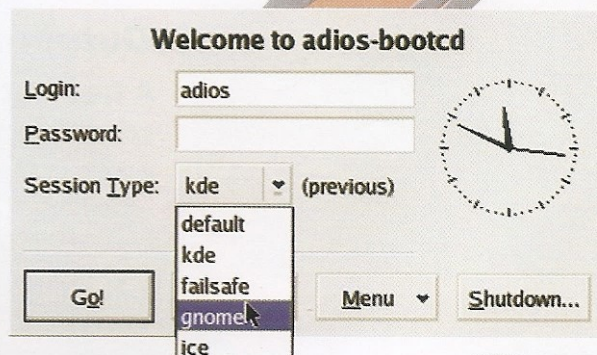 Welcome to adios-bootcd
Login:
adios
Password:
Session Type:
kde
(previous)
default
kde
failsafe
gnome
ice
Go!
Menu
Shutdown...